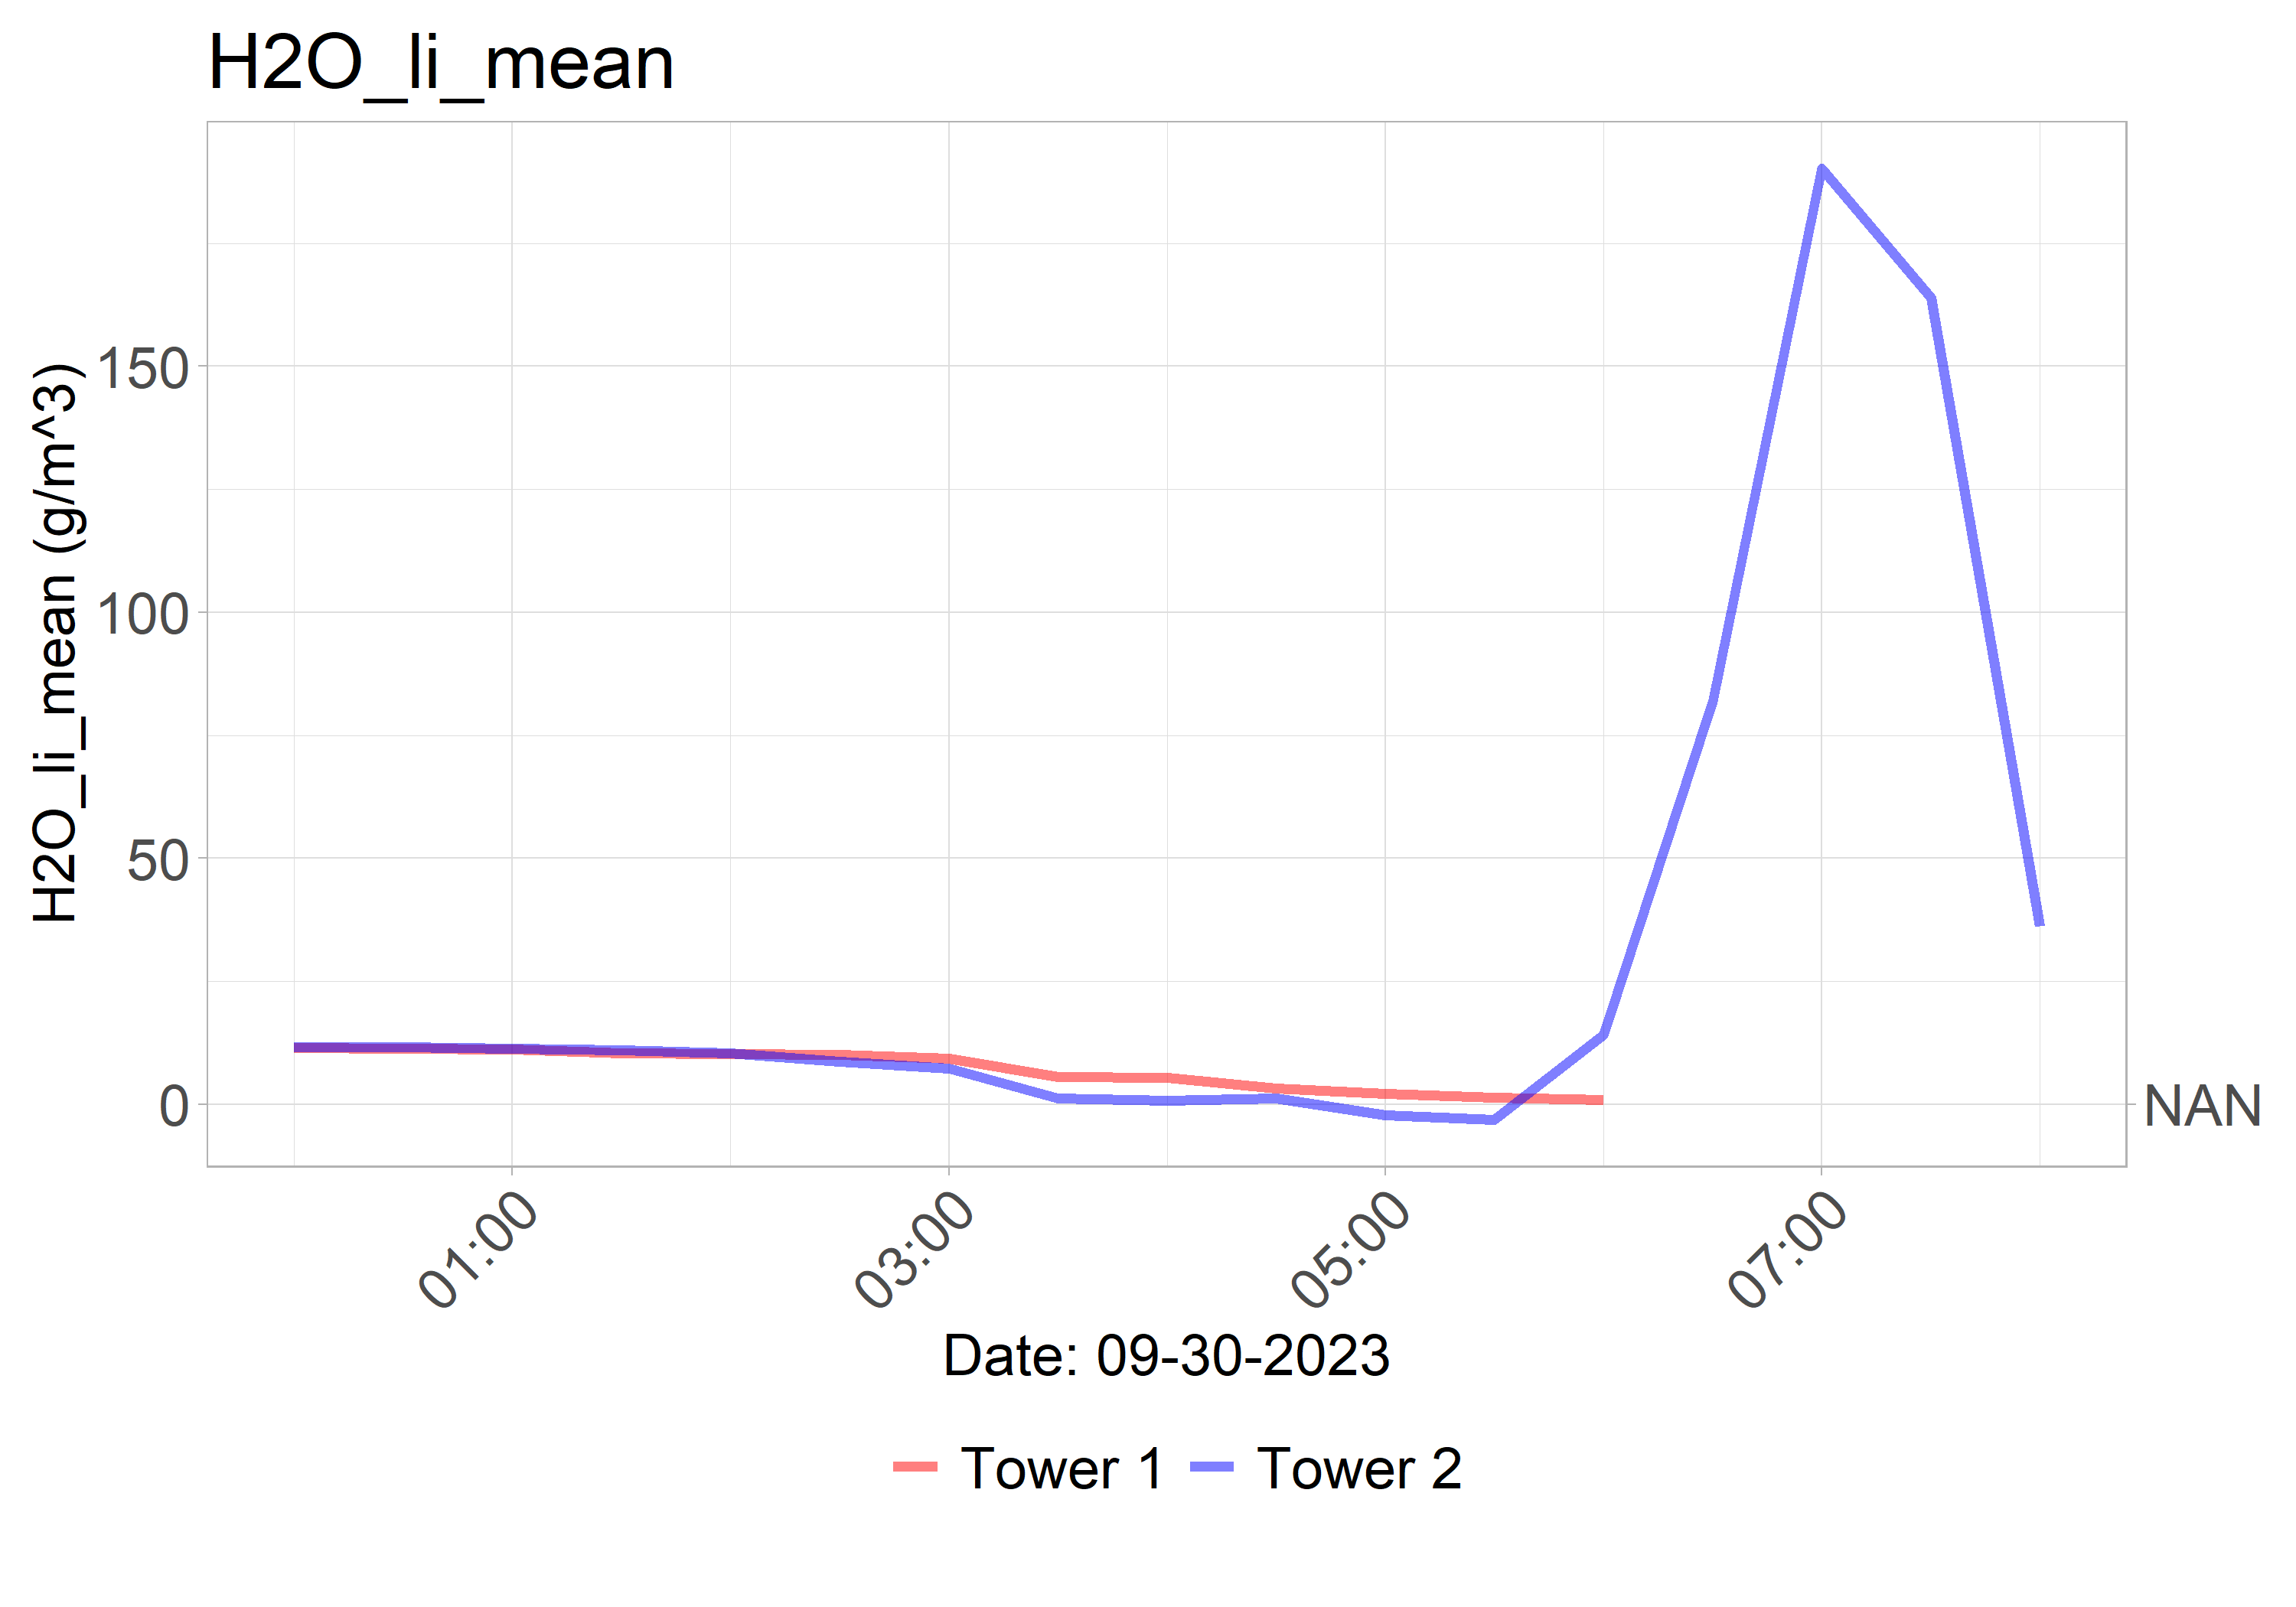 H2O_li_mean
H2O_li_mean (g/m^3)
150
100
50
0
NAN
01:00
03:00
05:00
07:00
Date: 09-30-2023
Tower 1
Tower 2